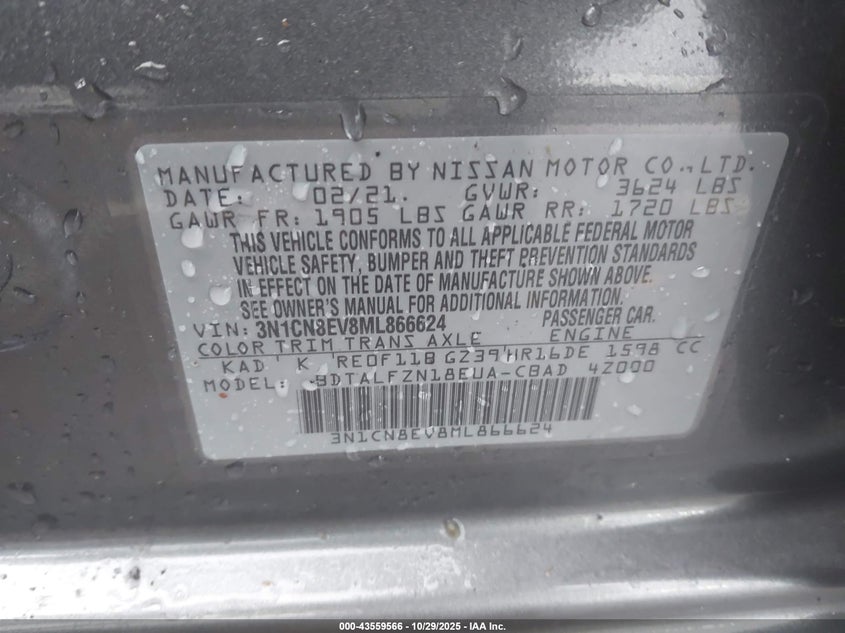 MANUFACTURED BY NISSAN MOTOR CO.,LTD.
DATE: 02/21. GVWR: 3624 LBS
GAWR FR: 1905 LBS GAWR RR: 1720 LBS
THIS VEHICLE CONFORMS TO ALL APPLICABLE FEDERAL MOTOR
VEHICLE SAFETY, BUMPER AND THEFT PREVENTION STANDARDS
IN EFFECT ON THE DATE OF MANUFACTURE SHOWN ABOVE.
SEE OWNER'S MANUAL FOR ADDITIONAL INFORMATION.
VIN: 3N1CN8EV8ML866624 PASSENGER CAR.
COLOR TRIM TRANS AXLE ENGINE
KAD K RE0F11B GZ39 HR16DE 1598 CC
MODEL: BDTALFZN18EUA-CBAD 4Z000
3N1CN8EV8ML866624
000-43559566 - 10/29/2025 - IAA Inc.